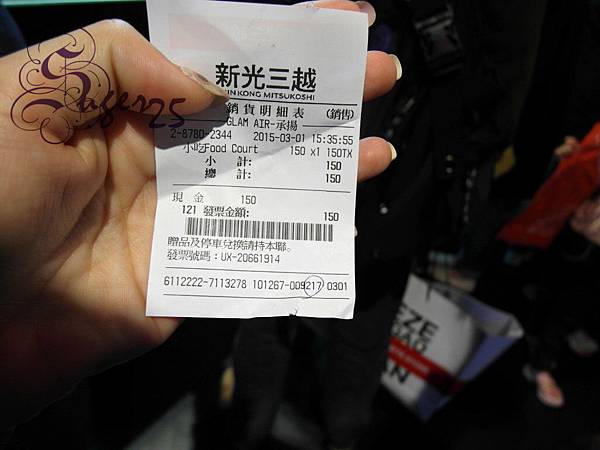 Sages25
新光三越
SHIN KONG MITSUKOSHI
銷貨明細表 (銷售)
GLAM AIR-承揚
2-8780-2344 2015-03-01 15:35:55
小吃Food Court 150 x1 150TX
小 計: 150
總 計: 150
現 金 150
121 發票金額: 150
贈品及停車兌換請持本聯。
發票號碼:UX-20661914
6112222-7113278 101267-009217 0301